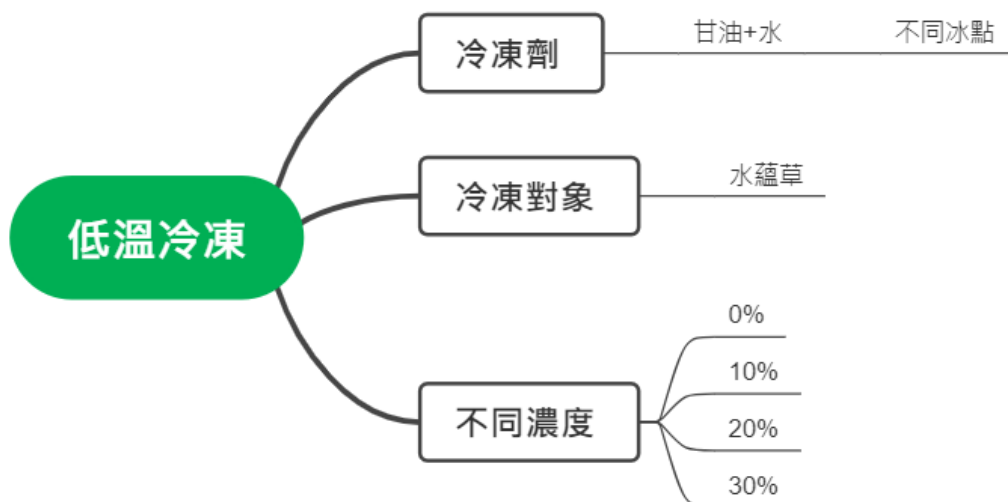 低溫冷凍
冷凍劑
甘油+水
不同冰點
冷凍對象
水蘊草
不同濃度
0%
10%
20%
30%